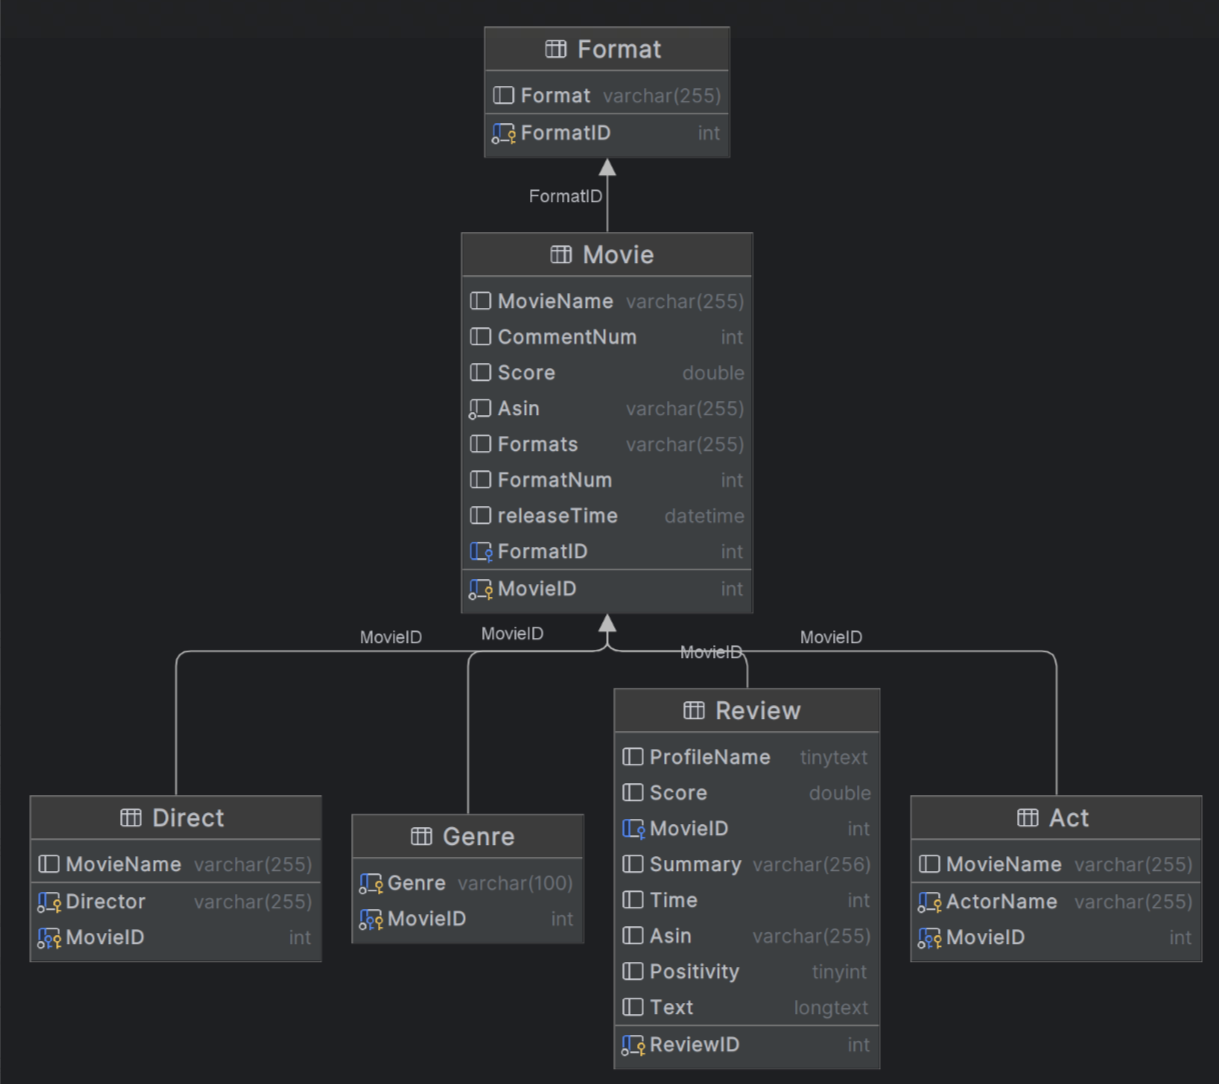 Format
Format varchar(255)
FormatID int
FormatID
Movie
MovieName varchar(255)
CommentNum int
Score double
Asin varchar(255)
Formats varchar(255)
FormatNum int
releaseTime datetime
FormatID int
MovieID int
MovieID MovieID MovieID MovieID
Direct
MovieName varchar(255)
Director varchar(255)
MovieID int
Genre
Genre varchar(100)
MovieID int
Review
ProfileName tinytext
Score double
MovieID int
Summary varchar(256)
Time int
Asin varchar(255)
Positivity tinyint
Text longtext
ReviewID int
Act
MovieName varchar(255)
ActorName varchar(255)
MovieID int